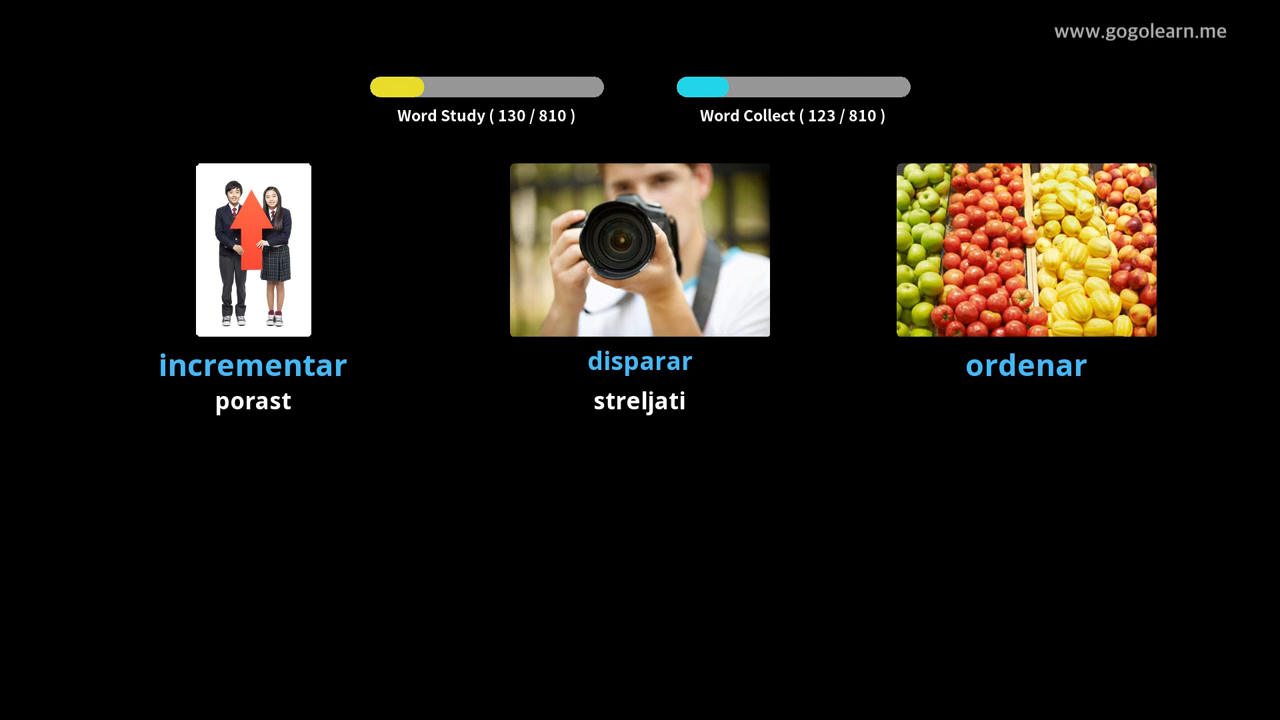 www.gogolearn.me
Word Study ( 130 / 810 )
Word Collect ( 123 / 810 )
incrementar
porast
disparar
streljati
ordenar